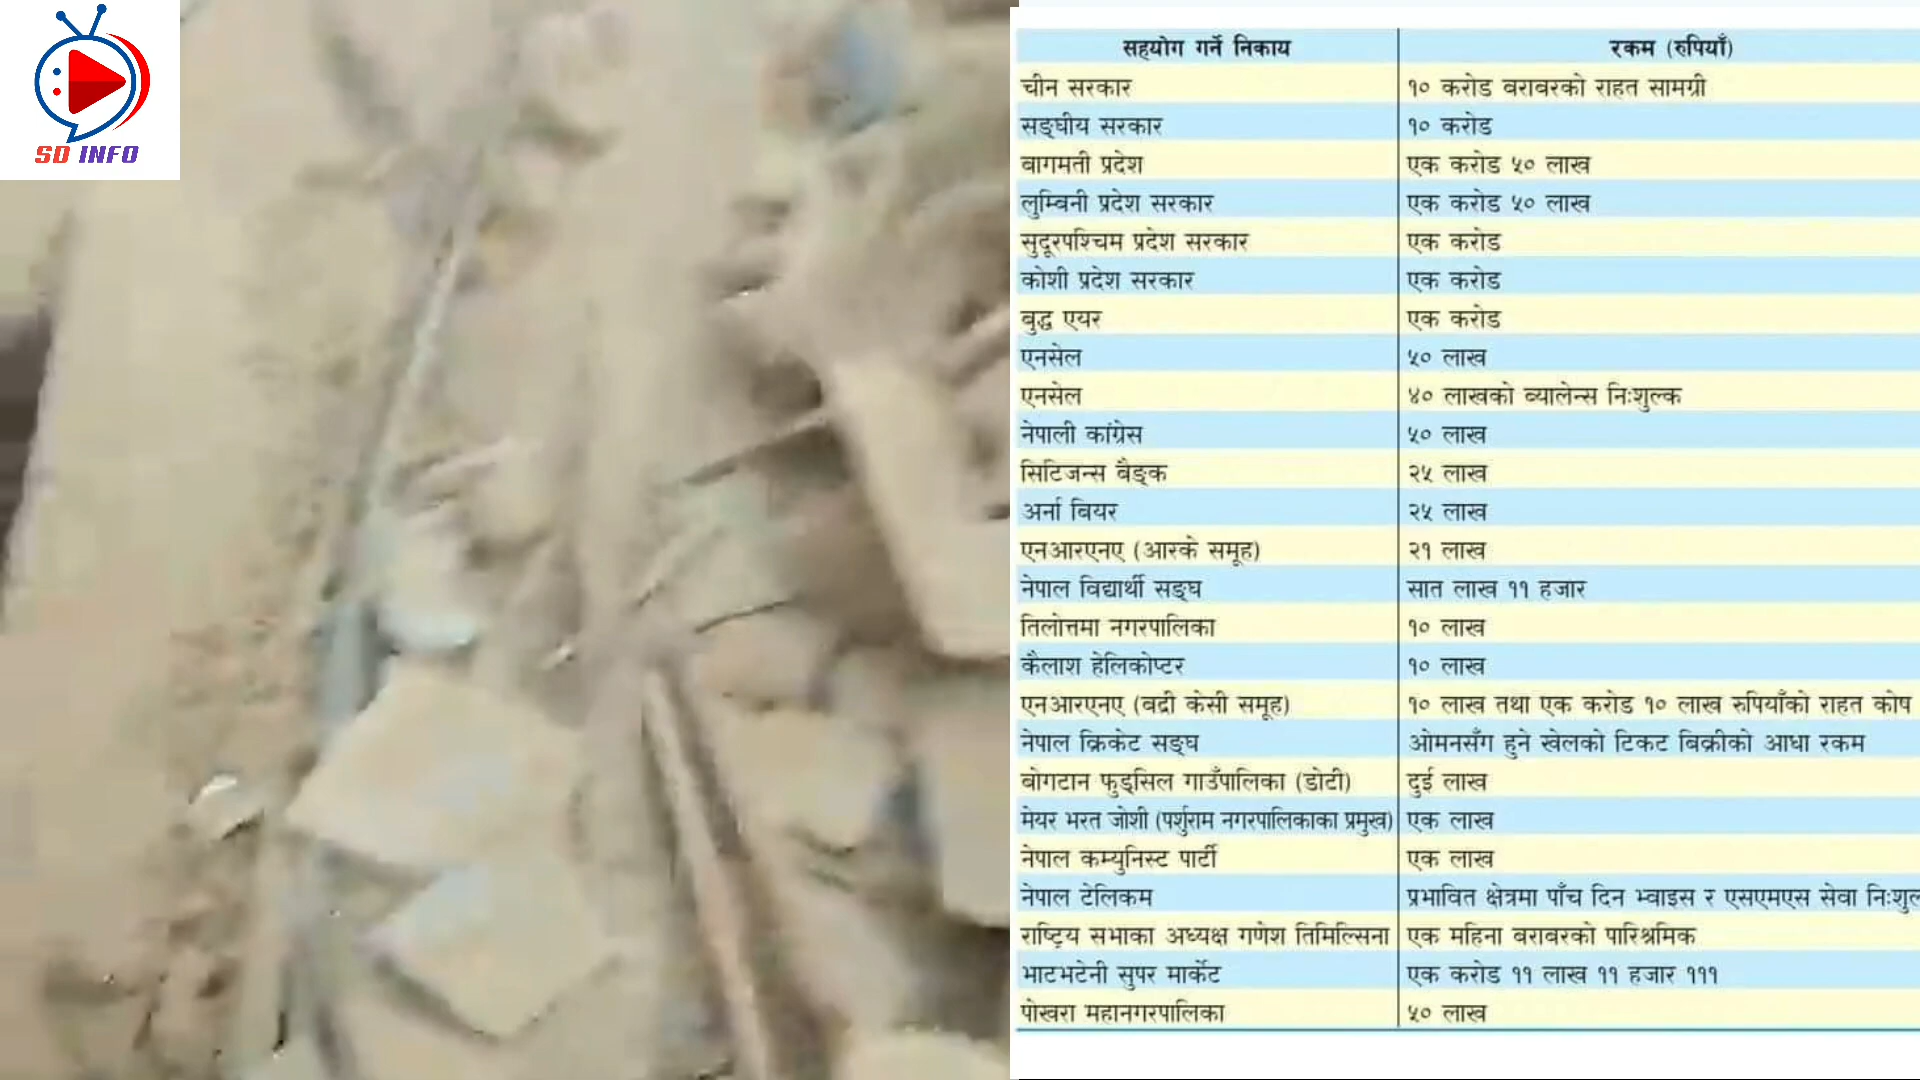 SD INFO
सहयोग गर्ने निकाय रकम (रुपियाँ)
चीन सरकार १० करोड बराबरको राहत सामग्री
सङ्घीय सरकार १० करोड
बागमती प्रदेश एक करोड ५० लाख
लुम्बिनी प्रदेश सरकार एक करोड ५० लाख
सुदूरपश्चिम प्रदेश सरकार एक करोड
कोशी प्रदेश सरकार एक करोड
बुद्ध एयर एक करोड
एनसेल ५० लाख
एनसेल ४० लाखको ब्यालेन्स निःशुल्क
नेपाली कांग्रेस ५० लाख
सिटिजन्स बैङ्क २५ लाख
अर्ना बियर २५ लाख
एनआरएनए (आरके समूह) २१ लाख
नेपाल विद्यार्थी सङ्घ सात लाख ११ हजार
तिलोत्तमा नगरपालिका १० लाख
कैलाश हेलिकोप्टर १० लाख
एनआरएनए (बद्री केसी समूह) १० लाख तथा एक करोड १० लाख रुपियाँको राहत कोष
नेपाल क्रिकेट सङ्घ ओमनसँग हुने खेलको टिकट बिक्रीको आधा रकम
बोगटान फुड्सिल गाउँपालिका (डोटी) दुई लाख
मेयर भरत जोशी (पर्शुराम नगरपालिकाका प्रमुख) एक लाख
नेपाल कम्युनिस्ट पार्टी एक लाख
नेपाल टेलिकम प्रभावित क्षेत्रमा पाँच दिन भ्वाइस र एसएमएस सेवा निःशुल
राष्ट्रिय सभाका अध्यक्ष गणेश तिमिल्सिना एक महिना बराबरको पारिश्रमिक
भाटभटेनी सुपर मार्केट एक करोड ११ लाख ११ हजार १११
पोखरा महानगरपालिका ५० लाख